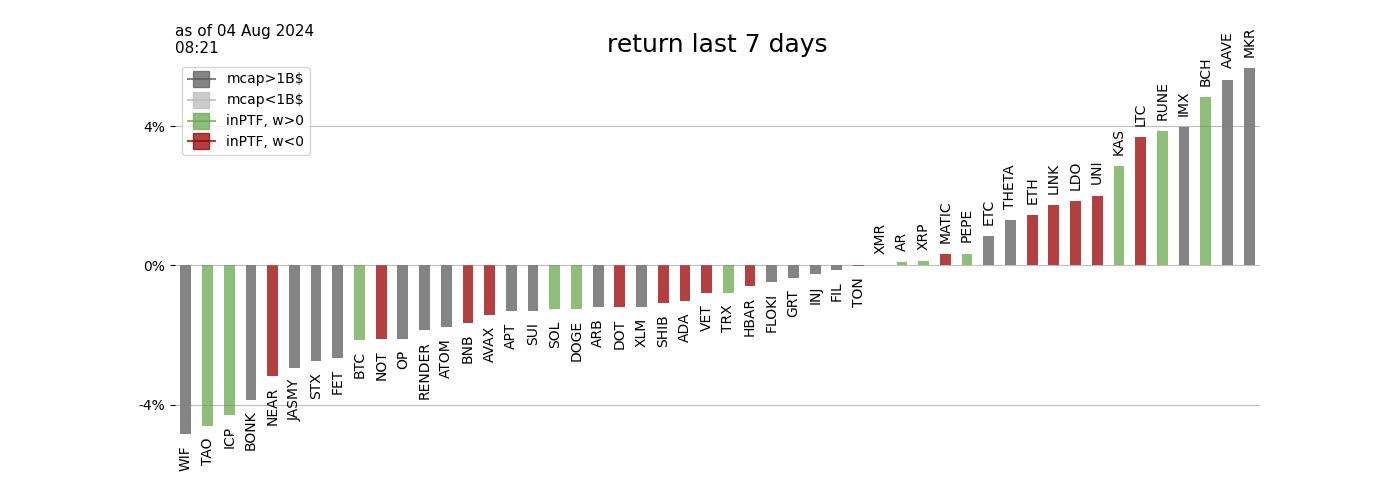 as of 04 Aug 2024
08:21
return last 7 days
mcap>1B$
mcap<1B$
inPTF, w>0
inPTF, w<0
4%
0%
-4%
WIF
TAO
ICP
BONK
NEAR
JASMY
STX
FET
BTC
NOT
OP
RENDER
ATOM
BNB
AVAX
APT
SUI
SOL
DOGE
ARB
DOT
XLM
SHIB
ADA
VET
TRX
HBAR
FLOKI
GRT
INJ
FIL
TON
XMR
AR
XRP
MATIC
PEPE
ETC
THETA
ETH
LINK
LDO
UNI
KAS
LTC
RUNE
IMX
BCH
AAVE
MKR